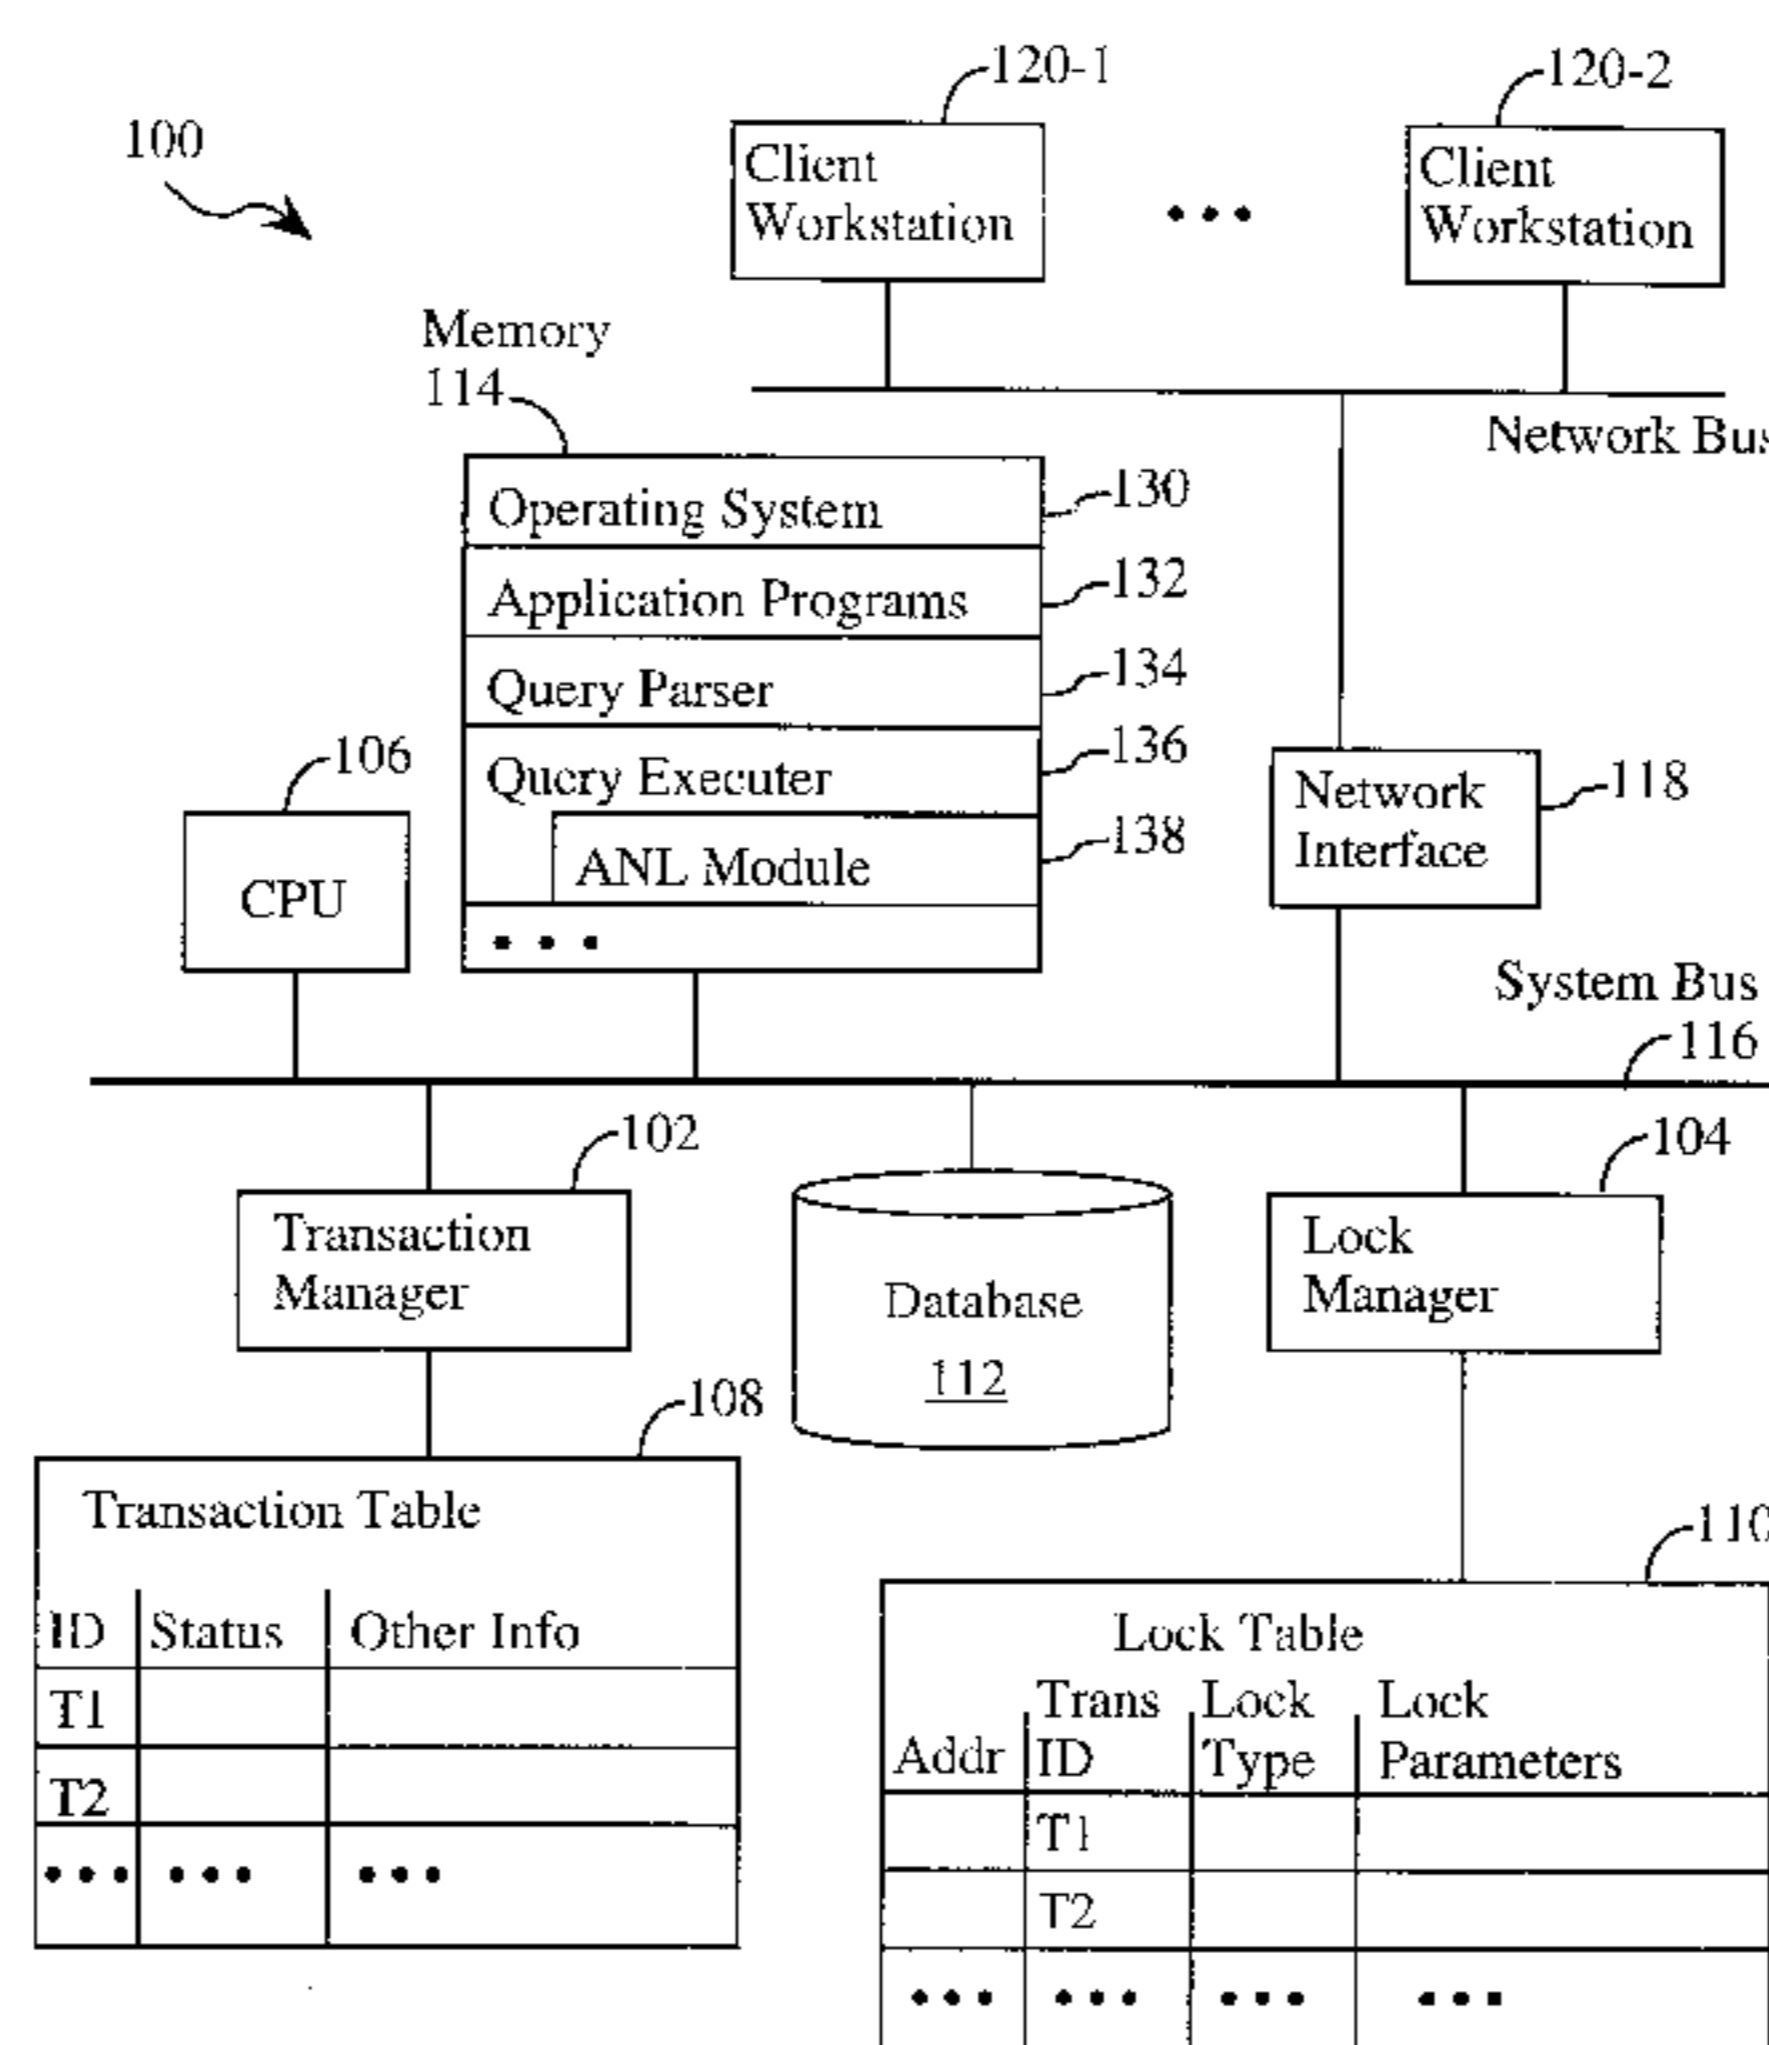 120-1
120-2
100
Client
Workstation
Client
Workstation
Memory
114
Network Bus
Operating System
130
Application Programs
132
Query Parser
134
Query Executer
136
ANL Module
138
106
CPU
Network
Interface
118
System Bus
116
102
104
Transaction
Manager
Database
112
Lock
Manager
108
Transaction Table
ID Status Other Info
T1
T2
110
Lock Table
Addr
Trans
ID
Lock
Type
Lock
Parameters
T1
T2